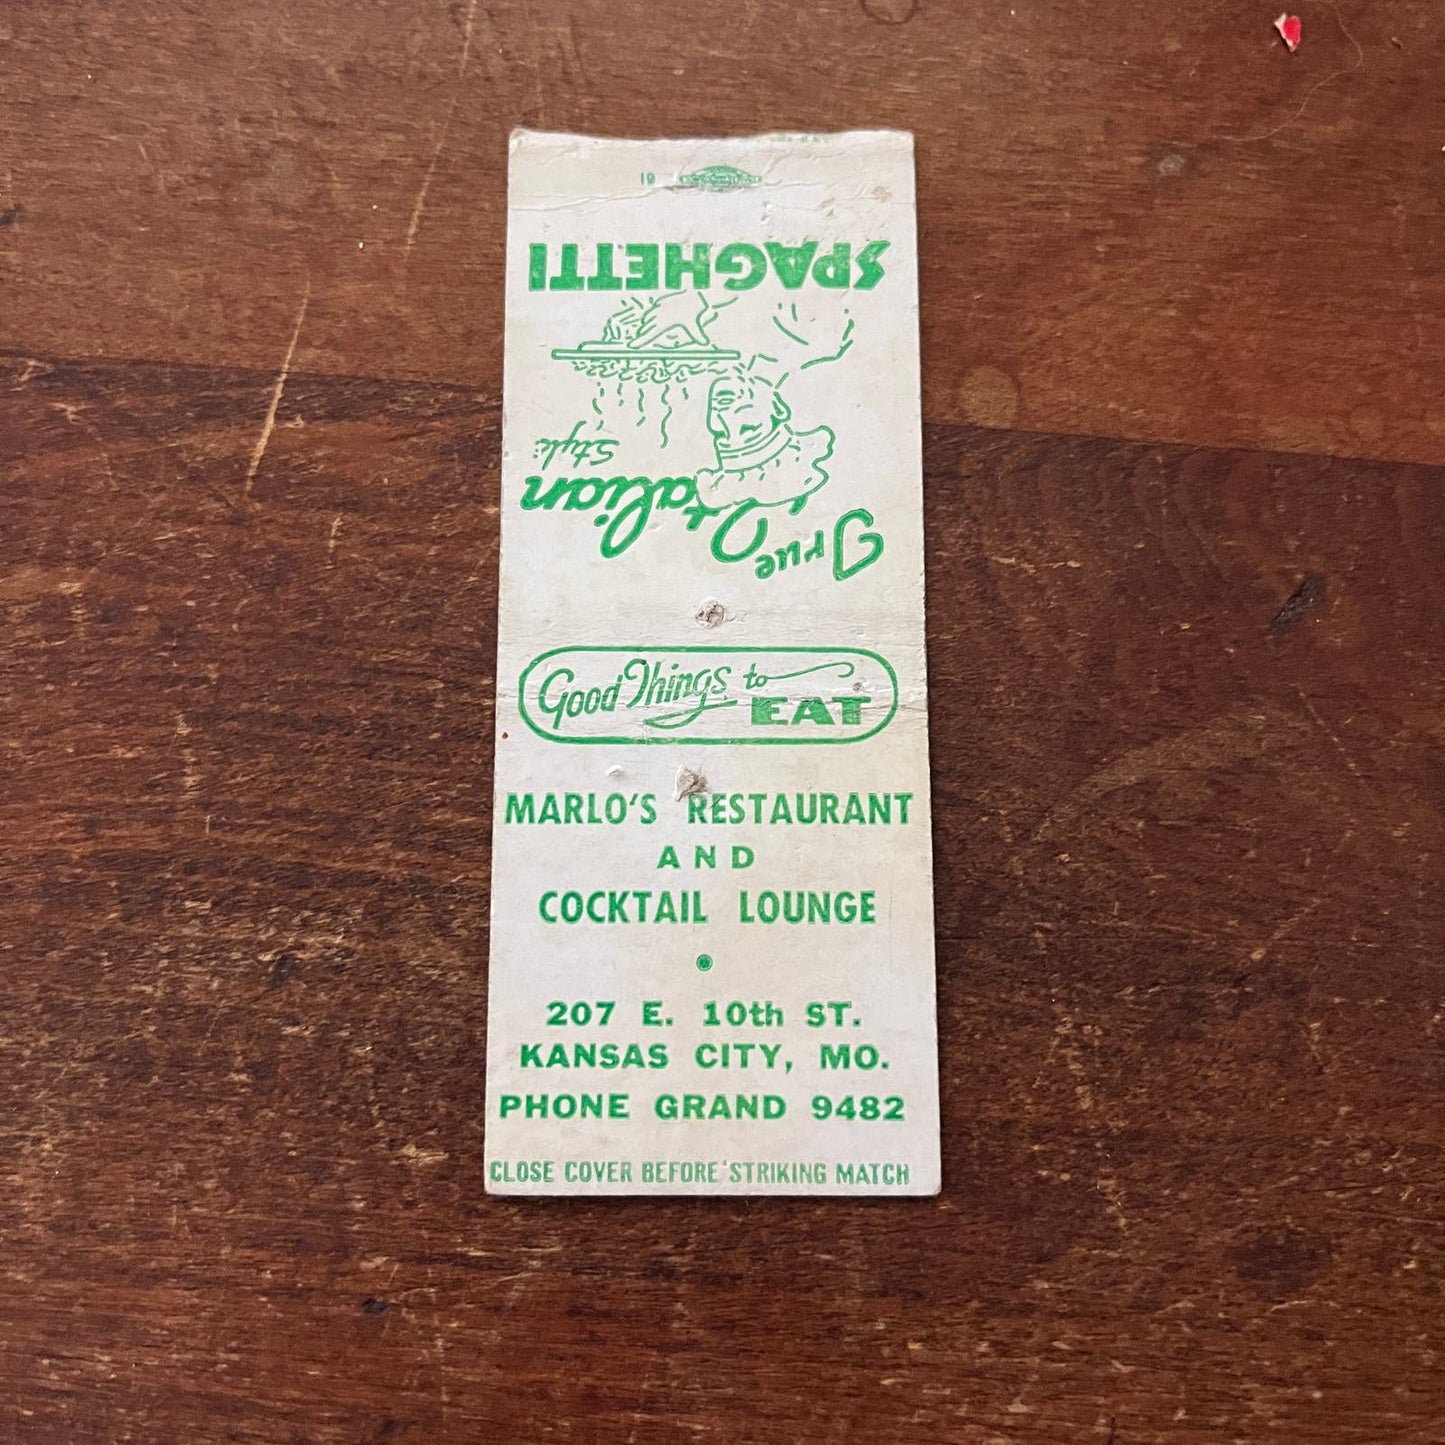 True Italian
Style
SPAGHETTI
19
Good Things to
EAT
MARLO'S RESTAURANT
AND
COCKTAIL LOUNGE
207 E. 10th ST.
KANSAS CITY, MO.
PHONE GRAND 9482
CLOSE COVER BEFORE STRIKING MATCH